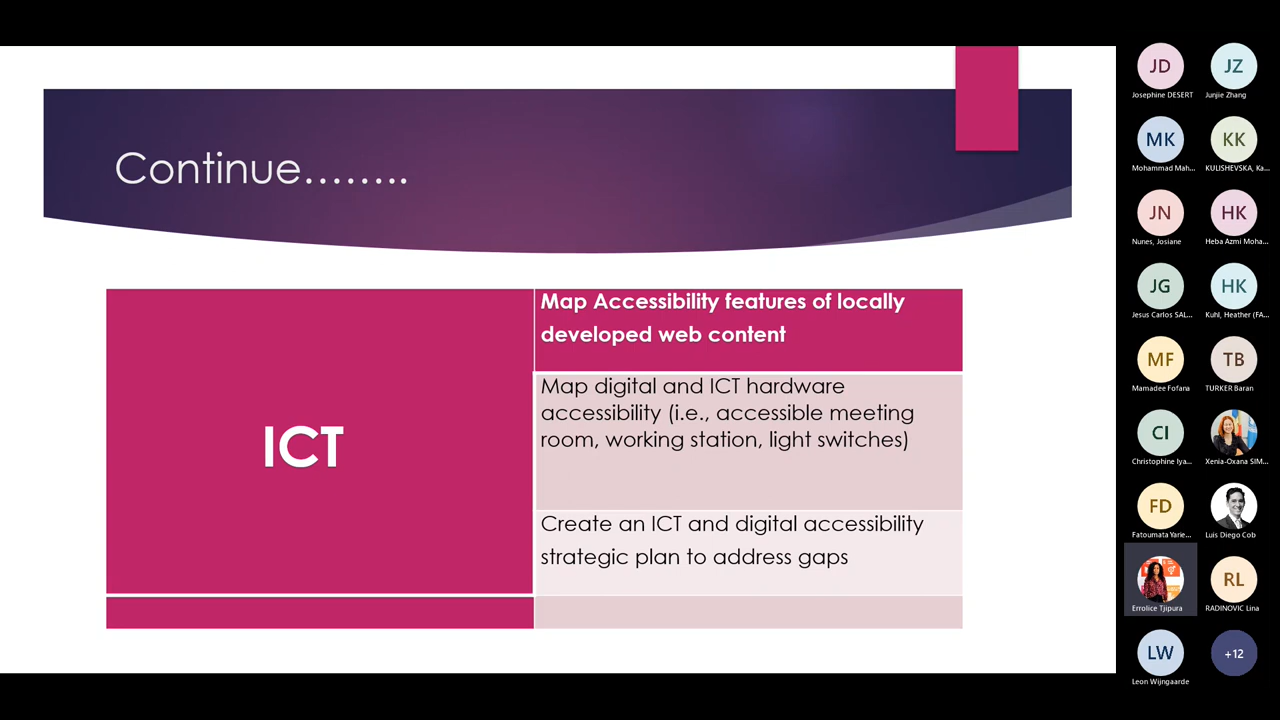 Continue........
ICT
Map Accessibility features of locally
developed web content
Map digital and ICT hardware
accessibility (i.e., accessible meeting
room, working station, light switches)
Create an ICT and digital accessibility
strategic plan to address gaps
JD
Josephine DESERT
JZ
Junjie Zhang
MK
Mohammad Mah...
KK
KULISHEVSKA, Ka...
JN
Nunes, Josiane
HK
Heba Azmi Moha...
JG
Jesus Carlos SAL...
HK
Kuhl, Heather (FA...
MF
Mamadee Fofana
TB
TURKER Baran
CI
Christophine Iya...
Xenia-Oxana SIM...
FD
Fatoumata Yarie...
Luis Diego Cob
Errolice Tjipura
RL
RADINOVIC Lina
LW
Leon Wijngaarde
+12